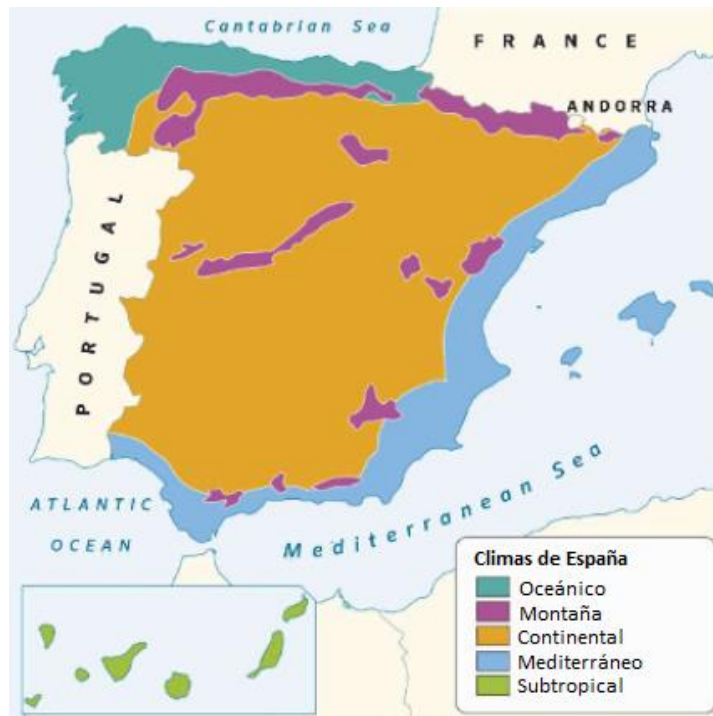 Cantabrian Sea
FRANCE
ANDORRA
PORTUGAL
ATLANTIC
OCEAN
Mediterranean Sea
Climas de España
Oceánico
Montaña
Continental
Mediterráneo
Subtropical